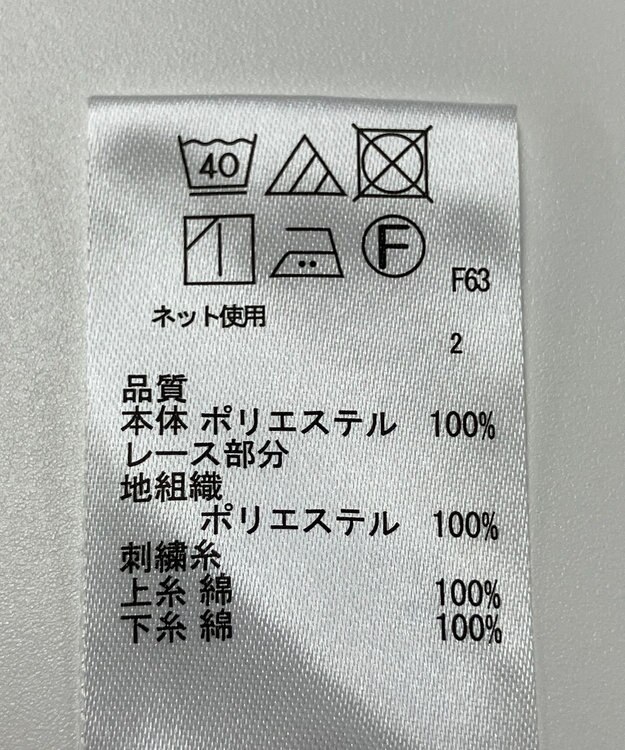 40
F
F63
ネット使用
2
品質
本体 ポリエステル 100%
レース部分
地組織
ポリエステル 100%
刺繍糸
上糸 綿 100%
下糸 綿 100%